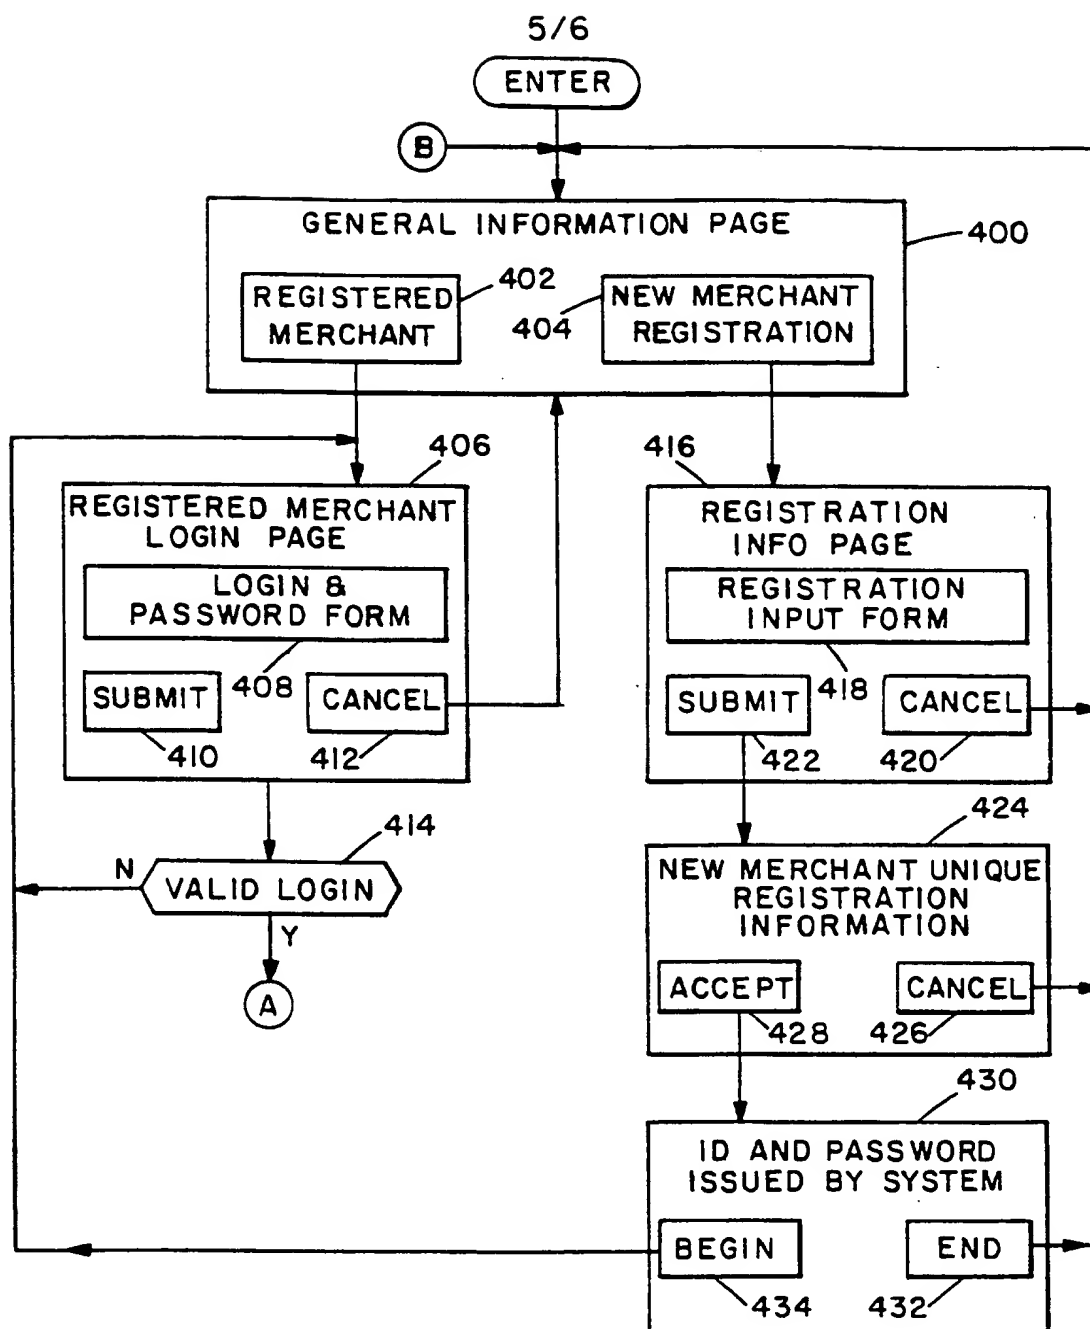 5/6
ENTER
B
GENERAL INFORMATION PAGE
400
REGISTERED
MERCHANT
402
404
NEW MERCHANT
REGISTRATION
406
REGISTERED MERCHANT
LOGIN PAGE
LOGIN &
PASSWORD FORM
408
SUBMIT
CANCEL
410
412
414
N
VALID LOGIN
Y
A
416
REGISTRATION
INFO PAGE
REGISTRATION
INPUT FORM
418
SUBMIT
CANCEL
422
420
424
NEW MERCHANT UNIQUE
REGISTRATION
INFORMATION
ACCEPT
CANCEL
428
426
430
ID AND PASSWORD
ISSUED BY SYSTEM
BEGIN
END
434
432